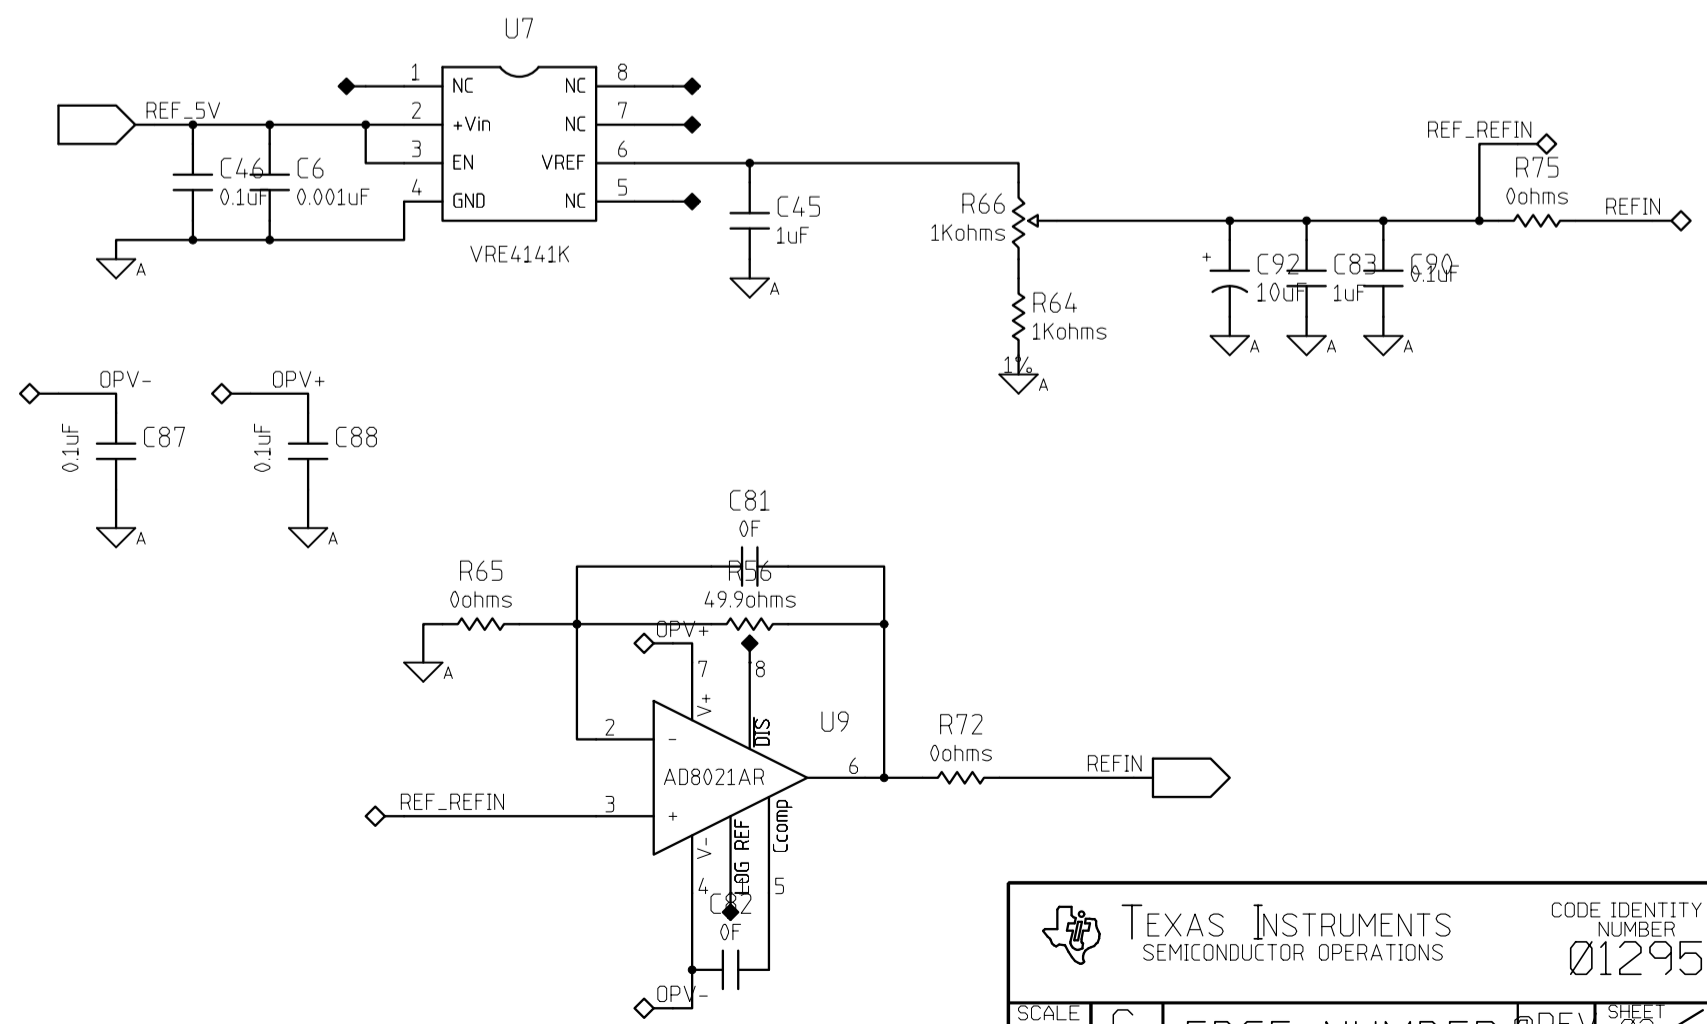 U7
1
NC
NC
8
REF_5V
2
+Vin
NC
7
3
EN
VREF
6
4
GND
NC
5
VRE4141K
C46
0.1uF
C6
0.001uF
A
C45
1uF
A
R66
1Kohms
R64
1Kohms
1%
A
REF_REFIN
R75
0ohms
REFIN
+
C92
10uF
A
C83
1uF
A
C90
0.1uF
A
OPV-
0.1uF
C87
A
OPV+
0.1uF
C88
A
C81
0F
R65
0ohms
R56
49.9ohms
A
OPV+
7
8
V+
DIS
U9
2
-
AD8021AR
6
R72
0ohms
REFIN
REF_REFIN
3
+
V-
LOG REF
Ccomp
4
5
C82
0F
OPV-
TEXAS INSTRUMENTS
SEMICONDUCTOR OPERATIONS
CODE IDENTITY
NUMBER
01295
SCALE
C
SHEET